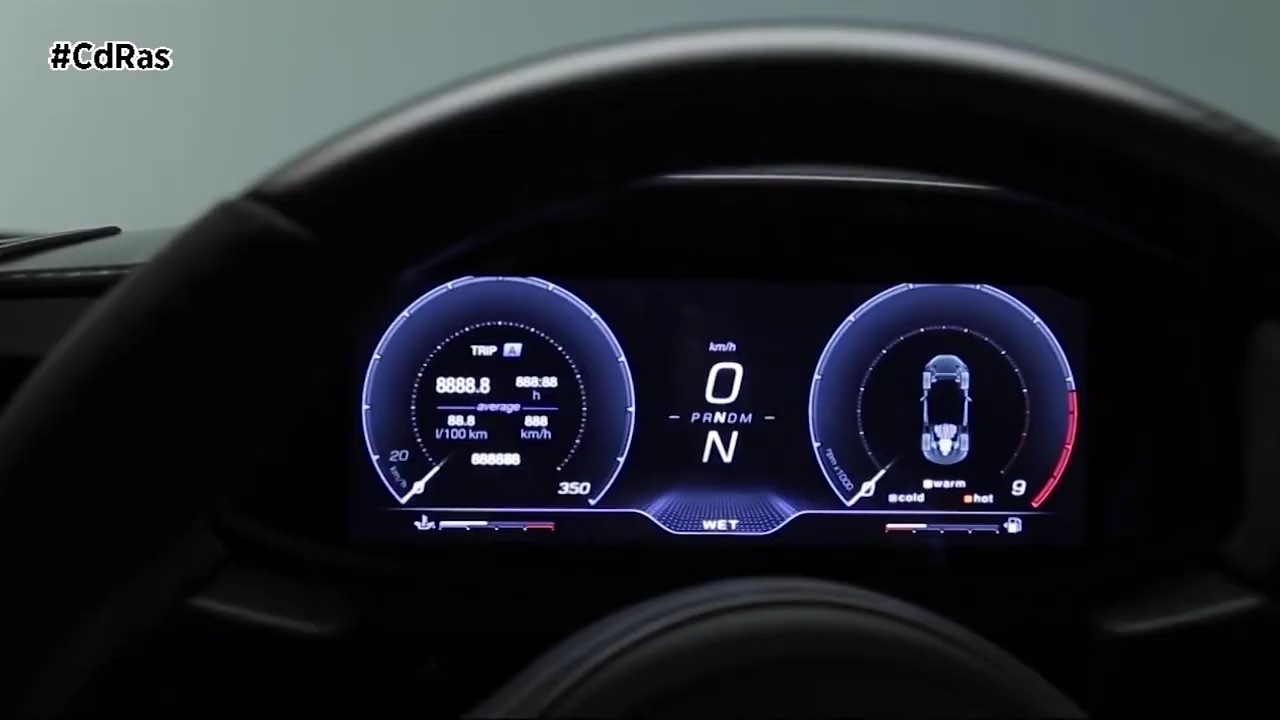 #CdRas
TRIP A
8888.8
888:88
h
average
88.8
l/100 km
888
km/h
888888
20
km/h
0
350
km/h
0
PRNDM
N
WET
rpm x1000
0
9
warm
cold
hot